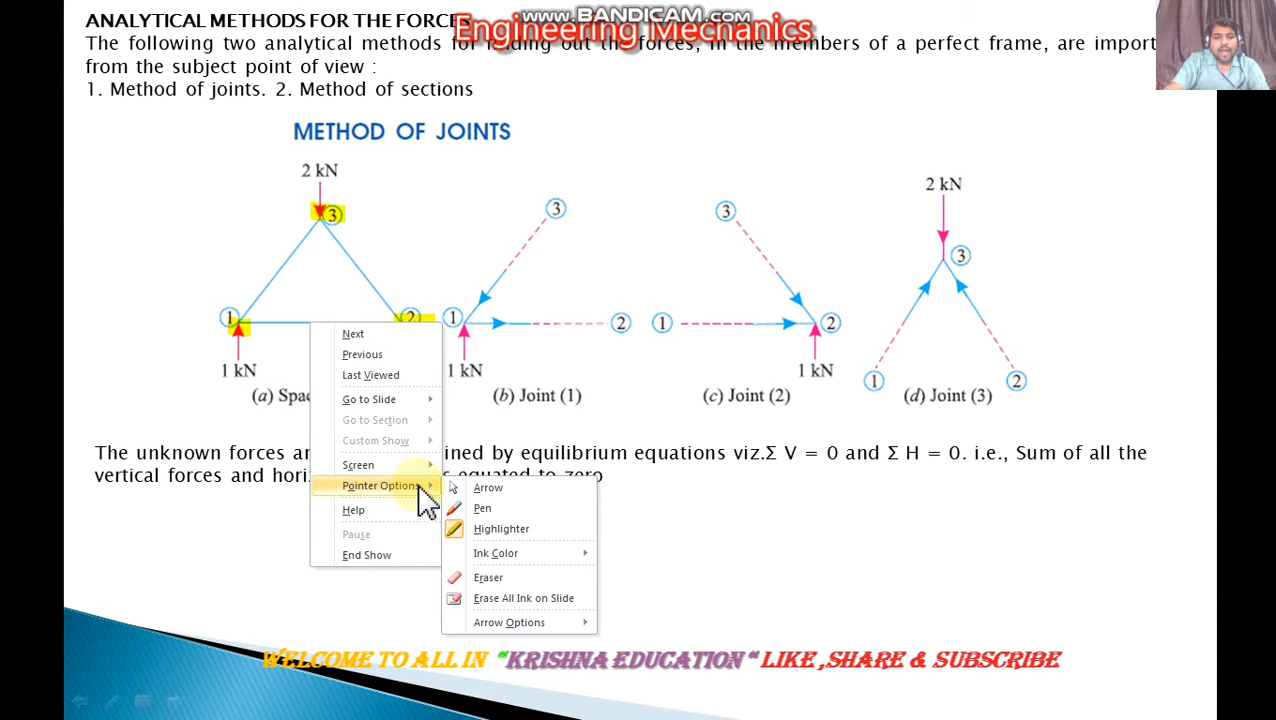 www.BANDICAM.com
ANALYTICAL METHODS FOR THE FORCES
Engineering Mechanics
The following two analytical methods for finding out the forces, in the members of a perfect frame, are import
from the subject point of view :
1. Method of joints. 2. Method of sections
METHOD OF JOINTS
2 kN
2 kN
3
3
3
3
1
2
1
2
1
2
1 kN
1 kN
1 kN
1
2
(a) Spac
(b) Joint (1)
(c) Joint (2)
(d) Joint (3)
Next
Previous
Last Viewed
Go to Slide
Go to Section
Custom Show
Screen
Pointer Options
Help
Pause
End Show
Arrow
Pen
Highlighter
Ink Color
Eraser
Erase All Ink on Slide
Arrow Options
The unknown forces ined by equilibrium equations viz.Σ V = 0 and Σ H = 0. i.e., Sum of all the
vertical forces and hori equated to zero
WELCOME TO ALL IN "KRISHNA EDUCATION" LIKE ,SHARE & SUBSCRIBE